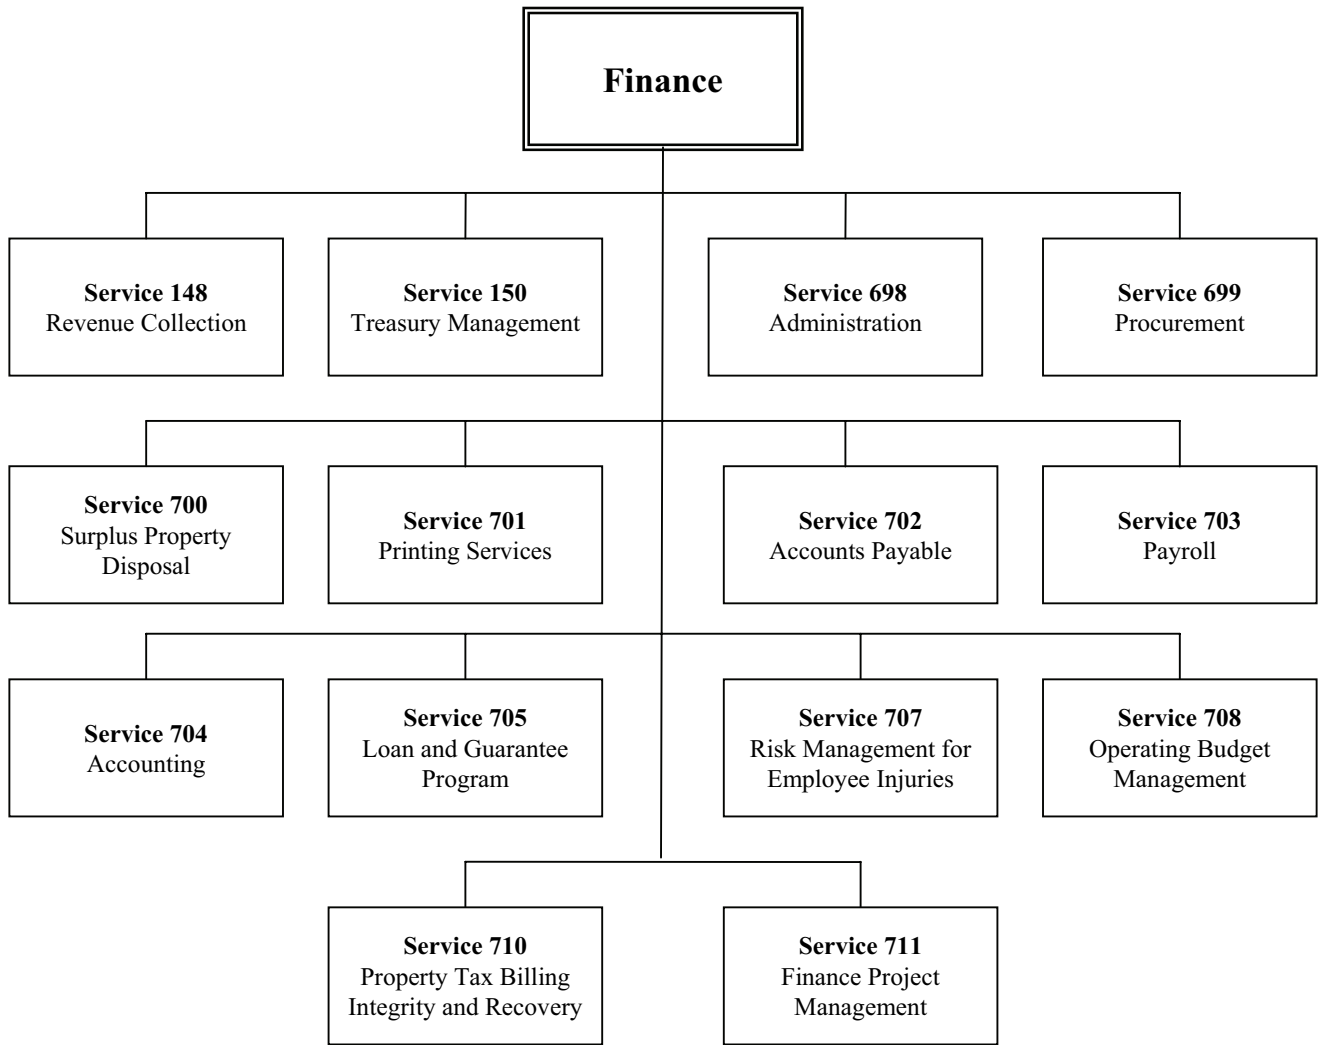 Finance
Service 148
Revenue Collection
Service 150
Treasury Management
Service 698
Administration
Service 699
Procurement
Service 700
Surplus Property
Disposal
Service 701
Printing Services
Service 702
Accounts Payable
Service 703
Payroll
Service 704
Accounting
Service 705
Loan and Guarantee
Program
Service 707
Risk Management for
Employee Injuries
Service 708
Operating Budget
Management
Service 710
Property Tax Billing
Integrity and Recovery
Service 711
Finance Project
Management